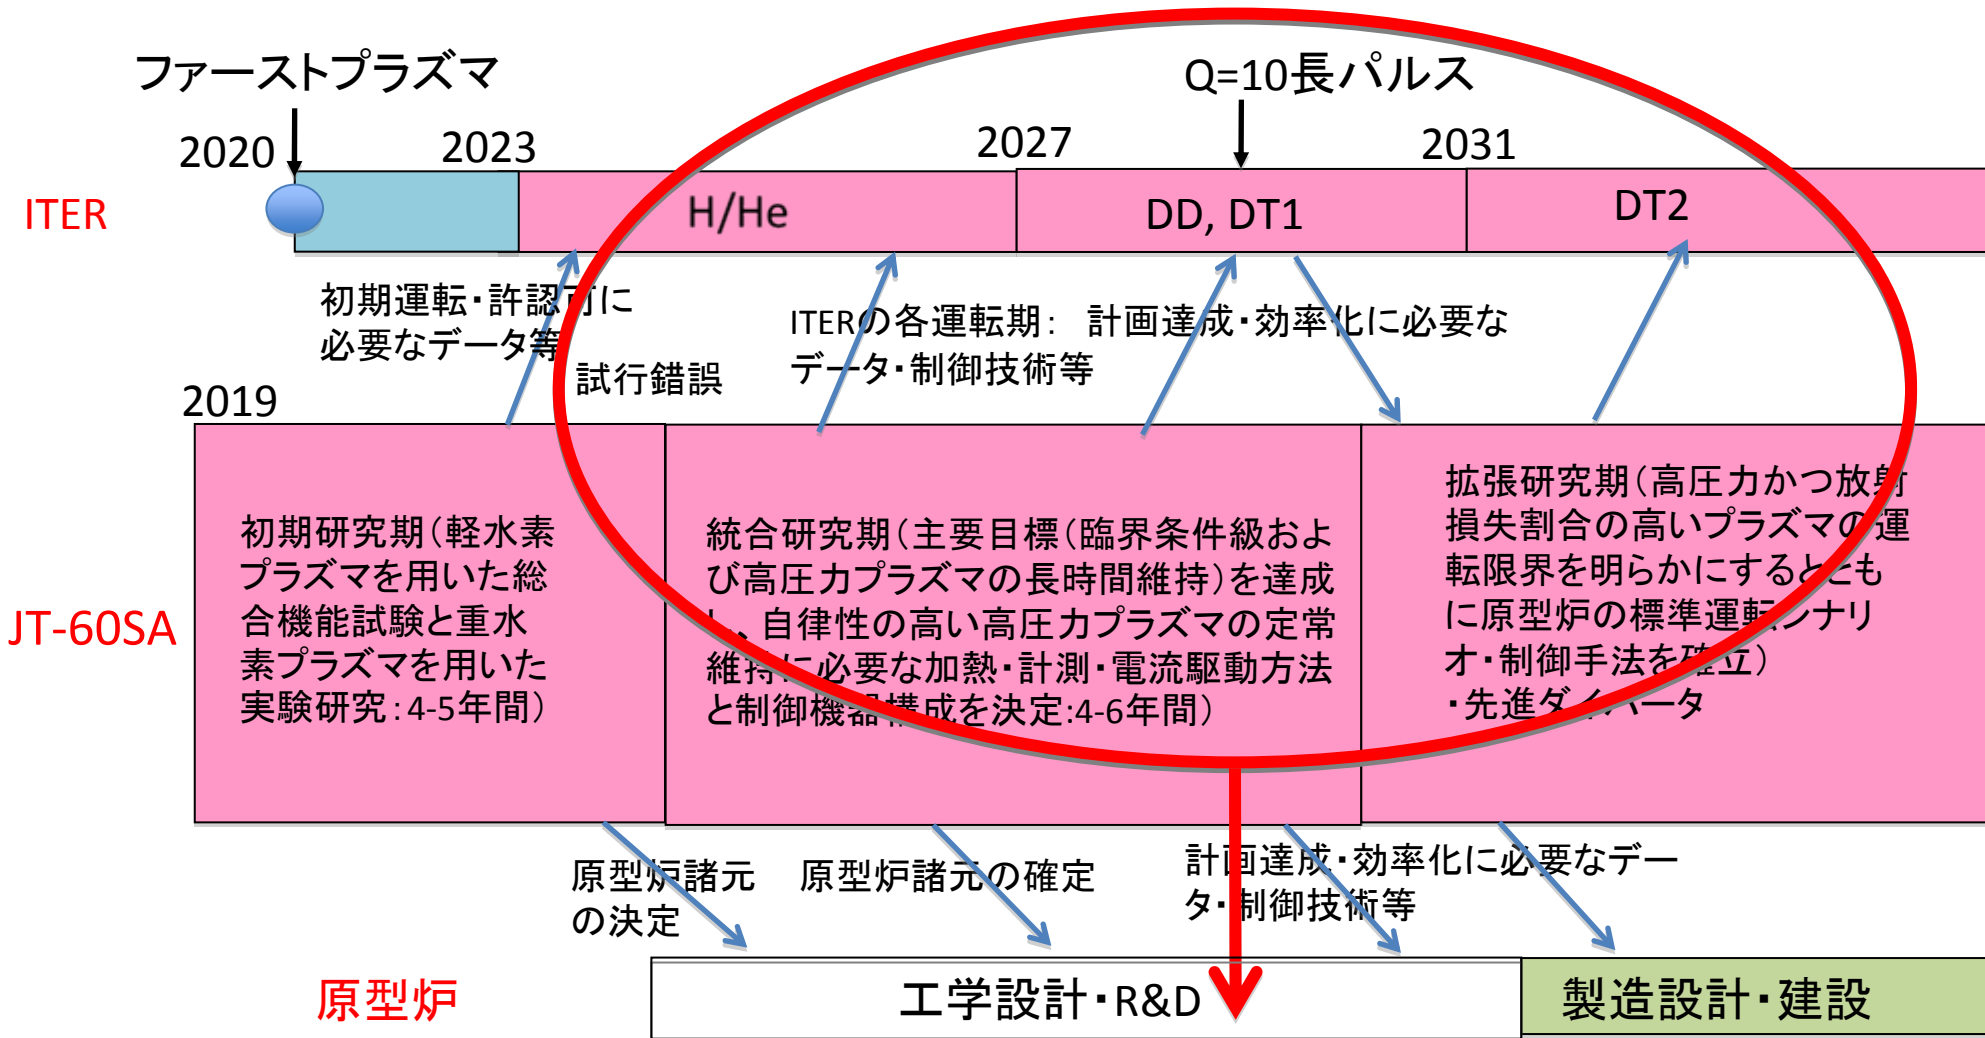 ファーストプラズマ
Q=10長パルス
2020
2023
2027
2031
ITER
H/He
DD, DT1
DT2
初期運転・許認可に
必要なデータ等
試行錯誤
ITERの各運転期： 計画達成・効率化に必要な
データ・制御技術等
2019
JT-60SA
初期研究期（軽水素
プラズマを用いた総
合機能試験と重水
素プラズマを用いた
実験研究：4-5年間）
統合研究期（主要目標（臨界条件級およ
び高圧力プラズマの長時間維持）を達成
し、自律性の高い高圧力プラズマの定常
維持に必要な加熱・計測・電流駆動方法
と制御機器構成を決定:4-6年間）
拡張研究期（高圧力かつ放射
損失割合の高いプラズマの運
転限界を明らかにするととも
に原型炉の標準運転シナリ
オ・制御手法を確立）
・先進ダイバータ
原型炉諸元
の決定
原型炉諸元の確定
計画達成・効率化に必要なデー
タ・制御技術等
原型炉
工学設計・R&D
製造設計・建設